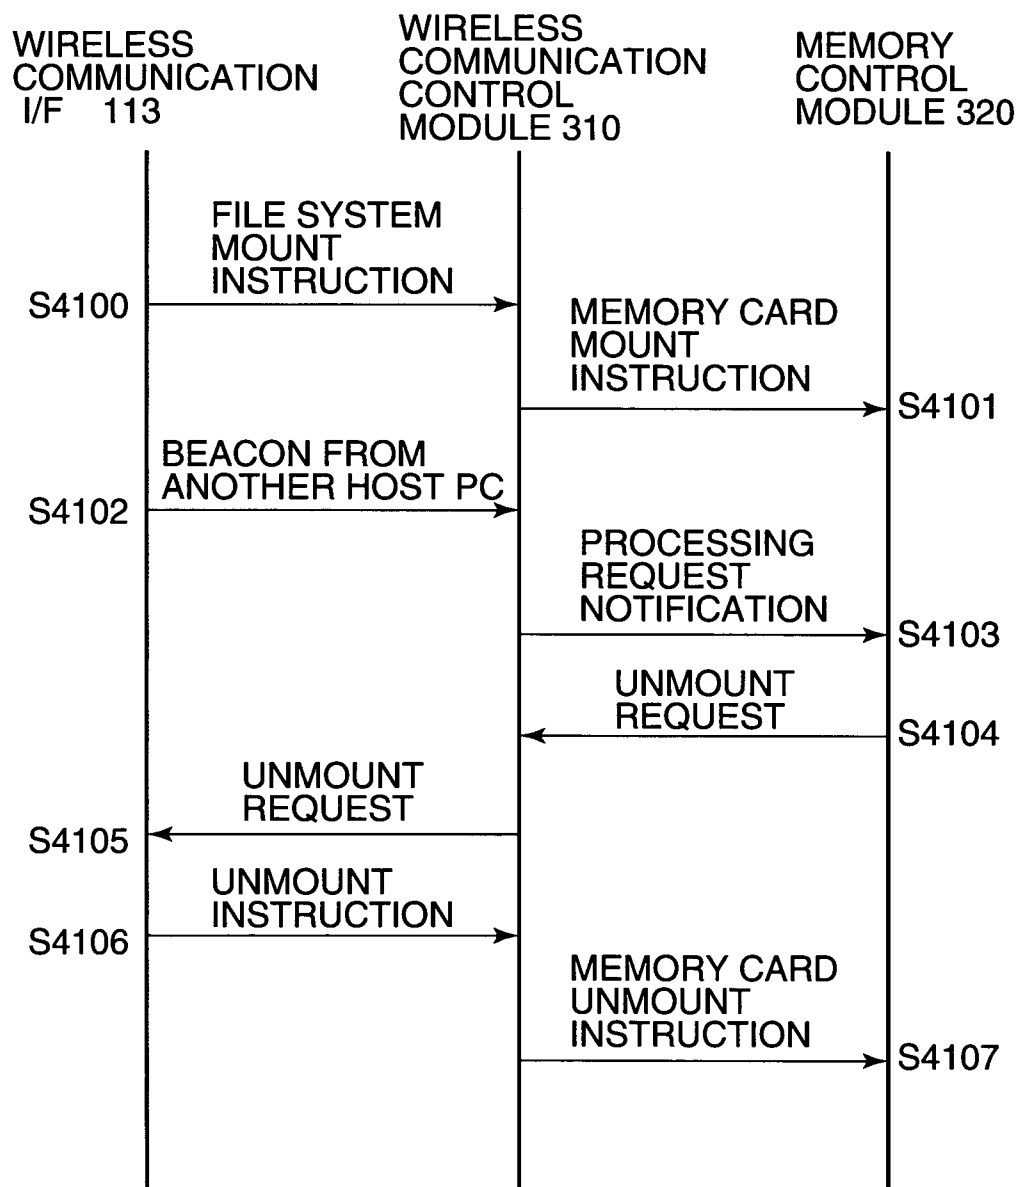 WIRELESS
COMMUNICATION
I/F 113
WIRELESS
COMMUNICATION
CONTROL
MODULE 310
MEMORY
CONTROL
MODULE 320
FILE SYSTEM
MOUNT
INSTRUCTION
S4100
MEMORY CARD
MOUNT
INSTRUCTION
S4101
BEACON FROM
ANOTHER HOST PC
S4102
PROCESSING
REQUEST
NOTIFICATION
S4103
UNMOUNT
REQUEST
S4104
UNMOUNT
REQUEST
S4105
UNMOUNT
INSTRUCTION
S4106
MEMORY CARD
UNMOUNT
INSTRUCTION
S4107